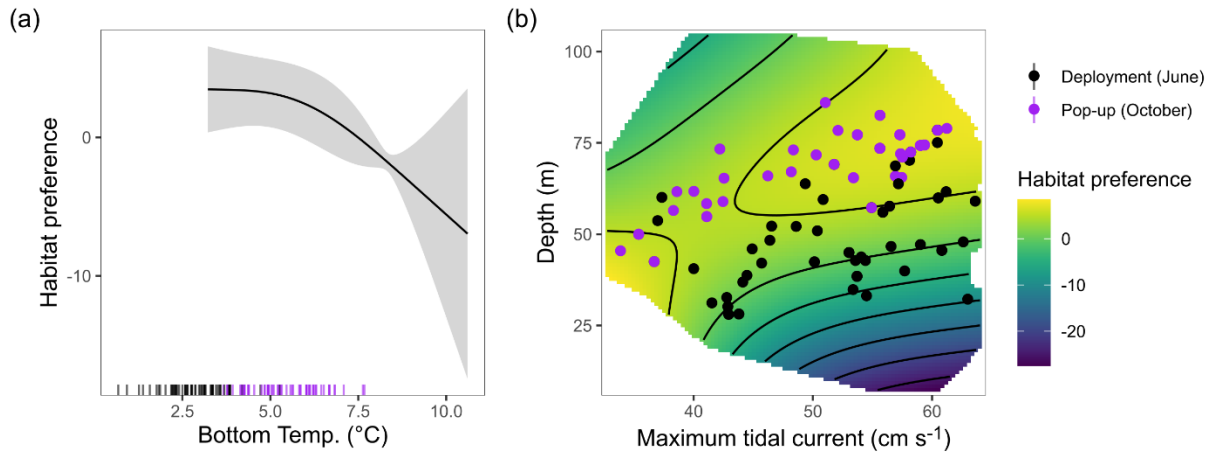 (a)
Habitat preference
0
-10
2.5
5.0
7.5
10.0
Bottom Temp. (°C)
(b)
Depth (m)
100
75
50
25
40
50
60
Maximum tidal current (cm s⁻¹)
Deployment (June)
Pop-up (October)
Habitat preference
0
-10
-20